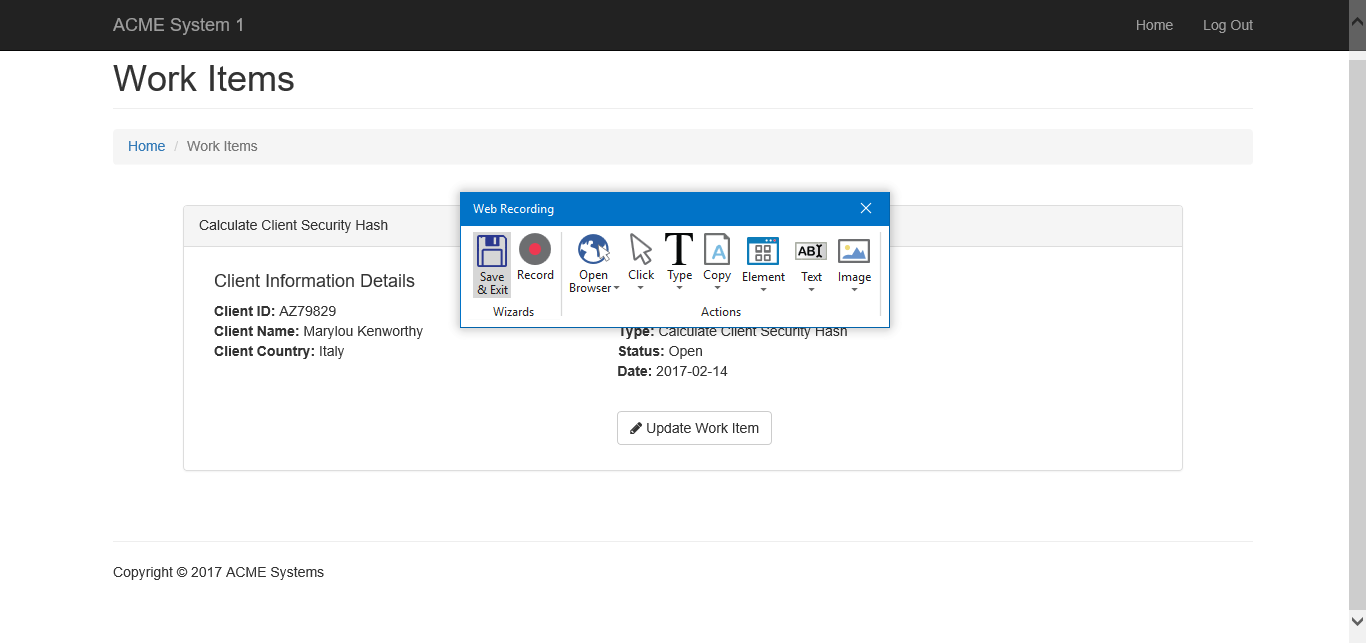 ACME System 1
Home
Log Out
Work Items
Home / Work Items
Calculate Client Security Hash
Web Recording
Save & Exit
Record
Open Browser
Click
Type
Copy
Element
Text
Image
Wizards
Actions
Client Information Details
Client ID: AZ79829
Client Name: Marylou Kenworthy
Client Country: Italy
Type: Calculate Client Security Hash
Status: Open
Date: 2017-02-14
Update Work Item
Copyright © 2017 ACME Systems